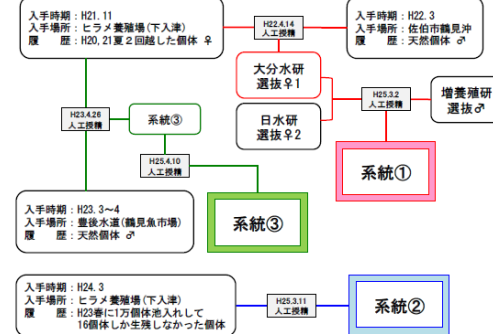 入手時期：H21.11
入手場所：ヒラメ養殖場(下入津)
履　歴：H20,21夏２回越した個体 ♀
H22.4.14
人工授精
入手時期：H22.3
入手場所：佐伯市鶴見沖
履　歴：天然個体 ♂
大分水研
選抜♀1
日水研
選抜♀2
H25.3.2
人工授精
増養殖研
選抜♂
系統①
H23.4.26
人工授精
系統③
H25.4.10
人工授精
系統③
入手時期：H23.3～4
入手場所：豊後水道(鶴見魚市場)
履　歴：天然個体 ♂
入手時期：H24.3
入手場所：ヒラメ養殖場(下入津)
履　歴：H23春に1万個体池入れして
16個体しか生残しなかった個体
H25.3.11
人工授精
系統②